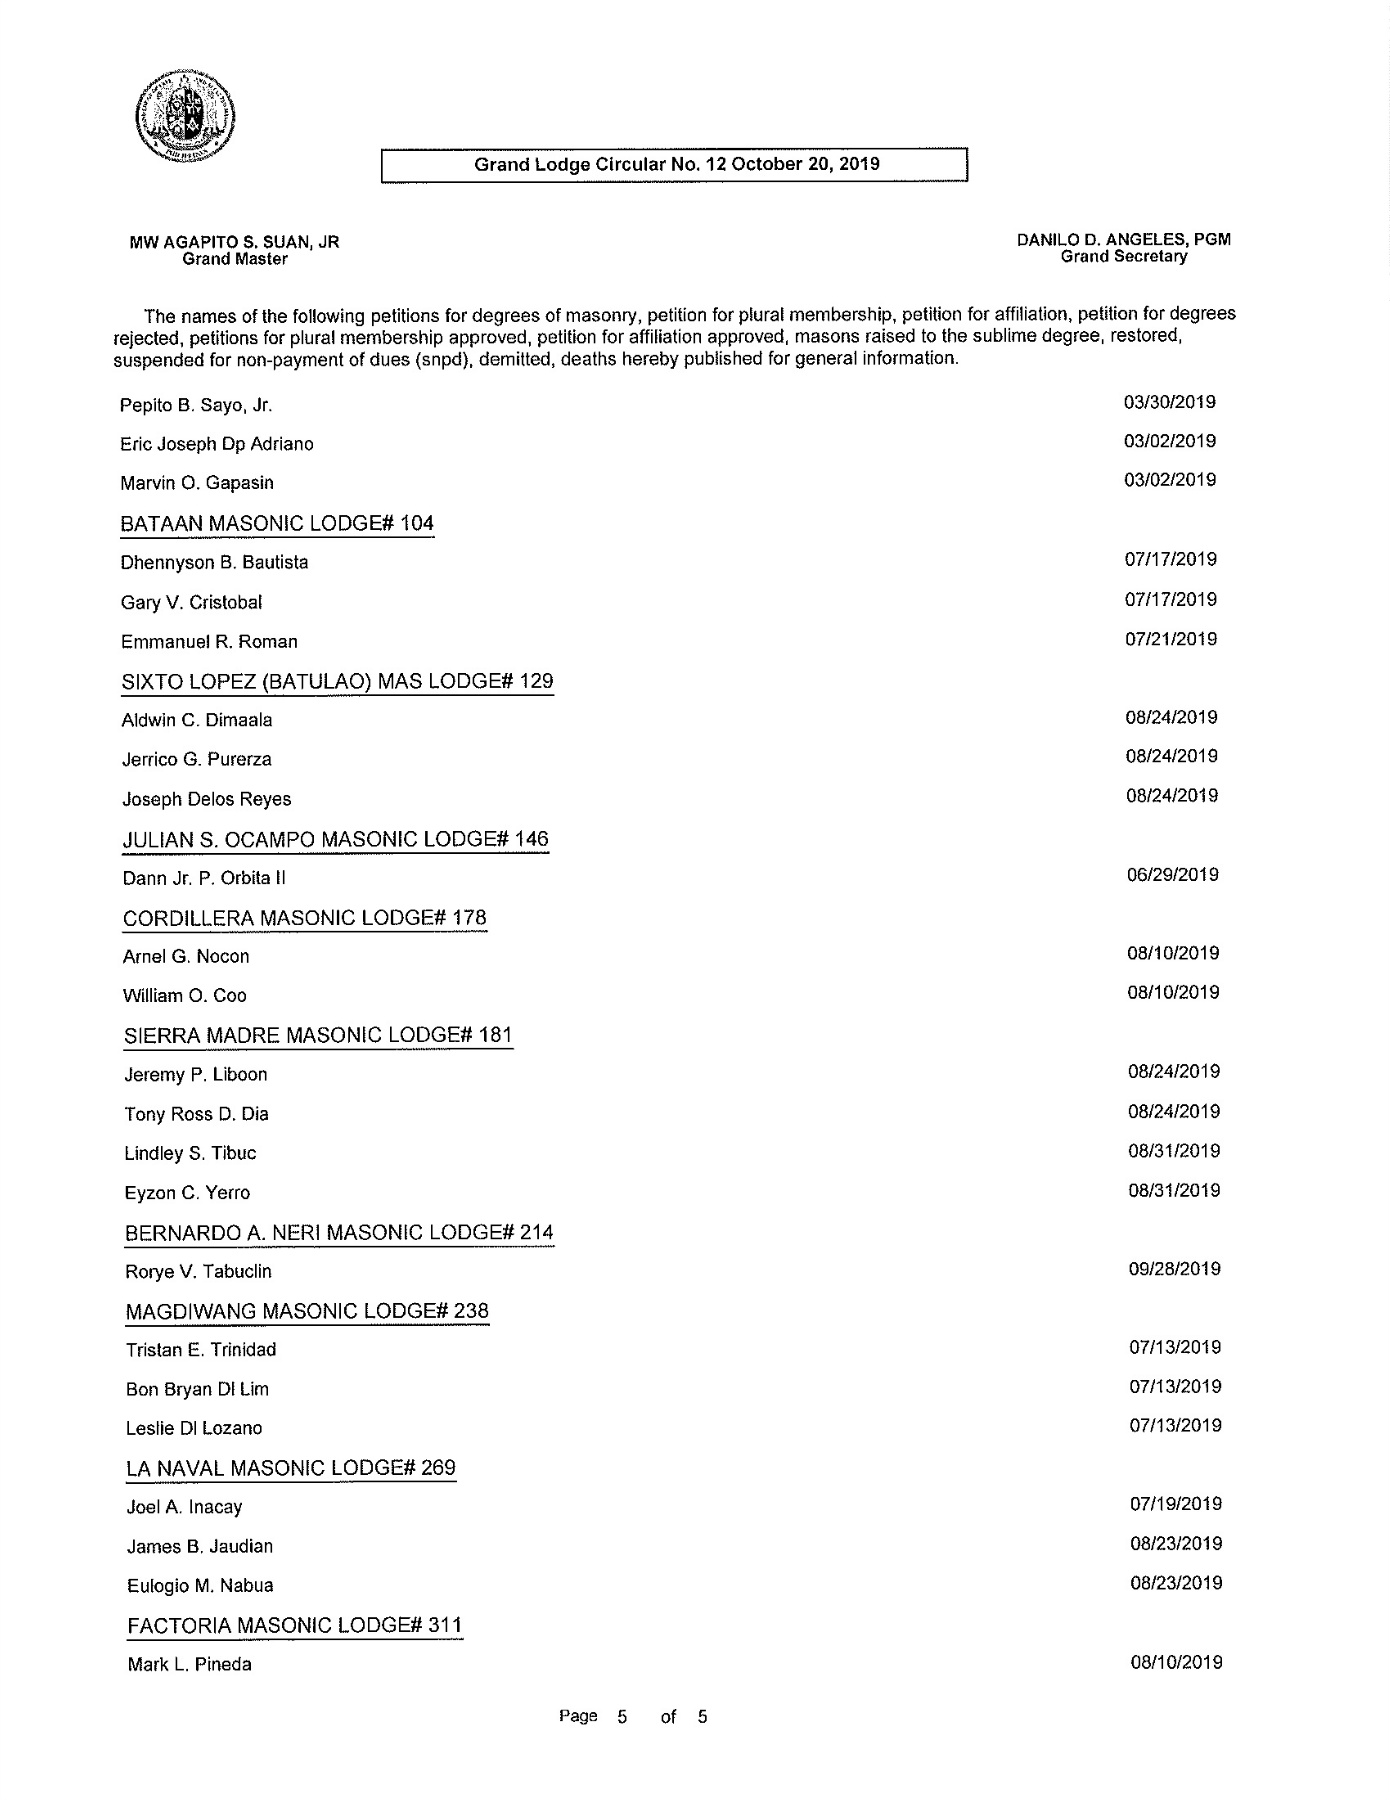 Grand Lodge Circular No. 12 October 20, 2019
MW AGAPITO S. SUAN, JR
Grand Master
DANILO D. ANGELES, PGM
Grand Secretary
The names of the following petitions for degrees of masonry, petition for plural membership, petition for affiliation, petition for degrees
rejected, petitions for plural membership approved, petition for affiliation approved, masons raised to the sublime degree, restored,
suspended for non-payment of dues (snpd), demitted, deaths hereby published for general information.
Pepito B. Sayo, Jr. 03/30/2019
Eric Joseph Dp Adriano 03/02/2019
Marvin O. Gapasin 03/02/2019
BATAAN MASONIC LODGE# 104
Dhennyson B. Bautista 07/17/2019
Gary V. Cristobal 07/17/2019
Emmanuel R. Roman 07/21/2019
SIXTO LOPEZ (BATULAO) MAS LODGE# 129
Aldwin C. Dimaala 08/24/2019
Jerrico G. Purerza 08/24/2019
Joseph Delos Reyes 08/24/2019
JULIAN S. OCAMPO MASONIC LODGE# 146
Dann Jr. P. Orbita II 06/29/2019
CORDILLERA MASONIC LODGE# 178
Arnel G. Nocon 08/10/2019
William O. Coo 08/10/2019
SIERRA MADRE MASONIC LODGE# 181
Jeremy P. Liboon 08/24/2019
Tony Ross D. Dia 08/24/2019
Lindley S. Tibuc 08/31/2019
Eyzon C. Yerro 08/31/2019
BERNARDO A. NERI MASONIC LODGE# 214
Rorye V. Tabuclin 09/28/2019
MAGDIWANG MASONIC LODGE# 238
Tristan E. Trinidad 07/13/2019
Bon Bryan Dl Lim 07/13/2019
Leslie Dl Lozano 07/13/2019
LA NAVAL MASONIC LODGE# 269
Joel A. Inacay 07/19/2019
James B. Jaudian 08/23/2019
Eulogio M. Nabua 08/23/2019
FACTORIA MASONIC LODGE# 311
Mark L. Pineda 08/10/2019
Page 5 of 5